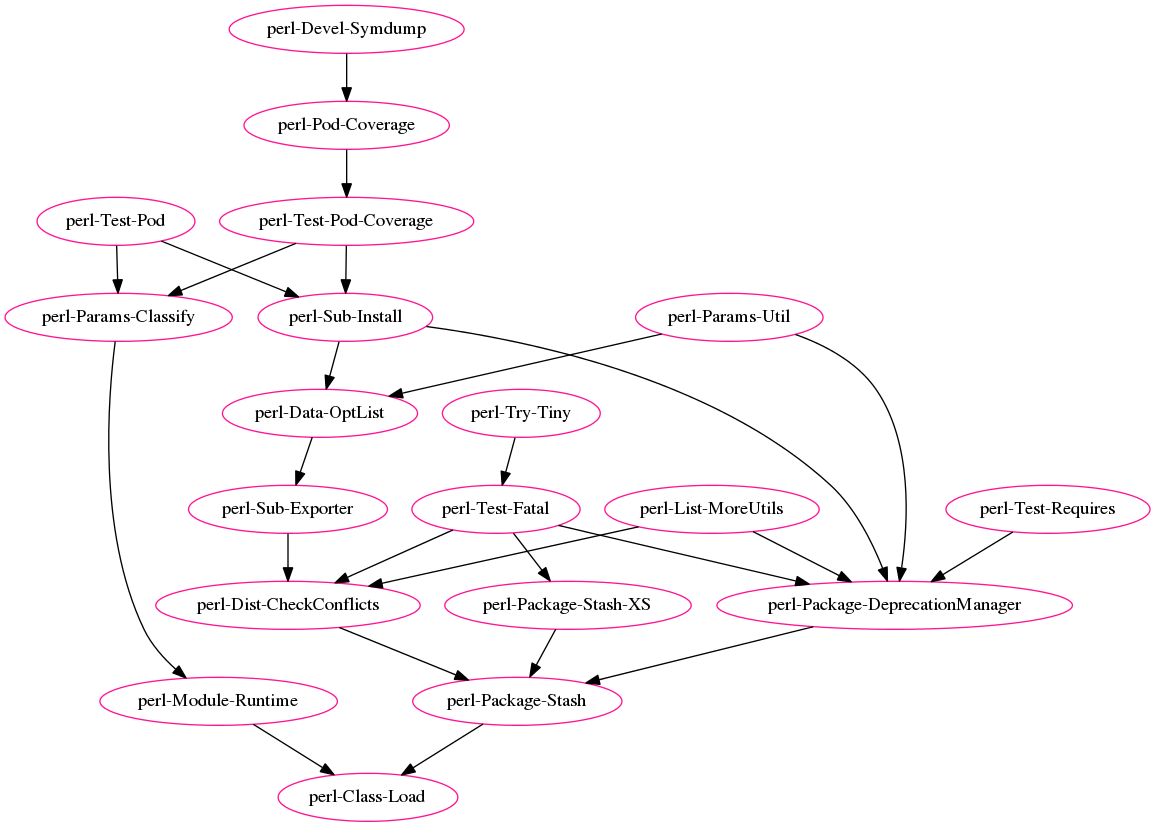 perl-Devel-Symdump
perl-Pod-Coverage
perl-Test-Pod
perl-Test-Pod-Coverage
perl-Params-Classify
perl-Sub-Install
perl-Params-Util
perl-Data-OptList
perl-Try-Tiny
perl-Sub-Exporter
perl-Test-Fatal
perl-List-MoreUtils
perl-Test-Requires
perl-Dist-CheckConflicts
perl-Package-Stash-XS
perl-Package-DeprecationManager
perl-Module-Runtime
perl-Package-Stash
perl-Class-Load